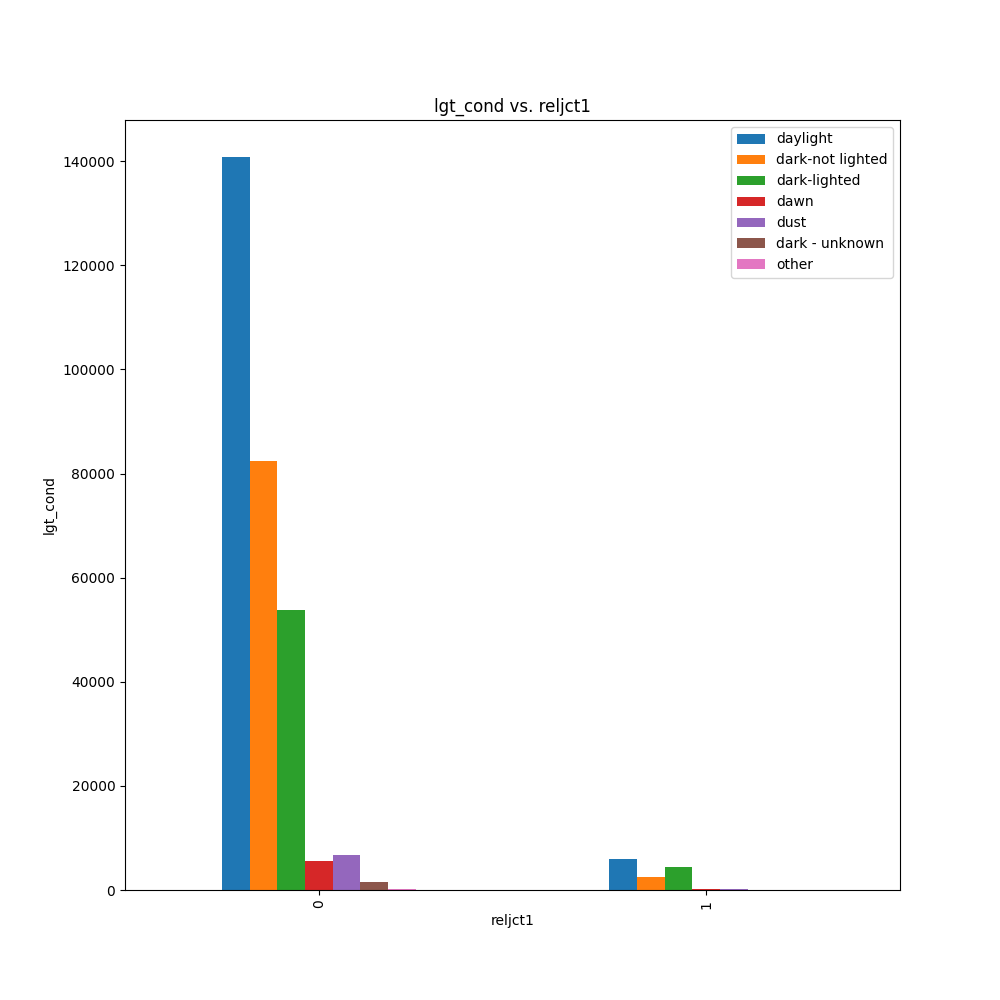 lgt_cond vs. reljct1
daylight
dark-not lighted
dark-lighted
dawn
dust
dark - unknown
other
140000
120000
100000
80000
60000
40000
20000
0
lgt_cond
0
1
reljct1